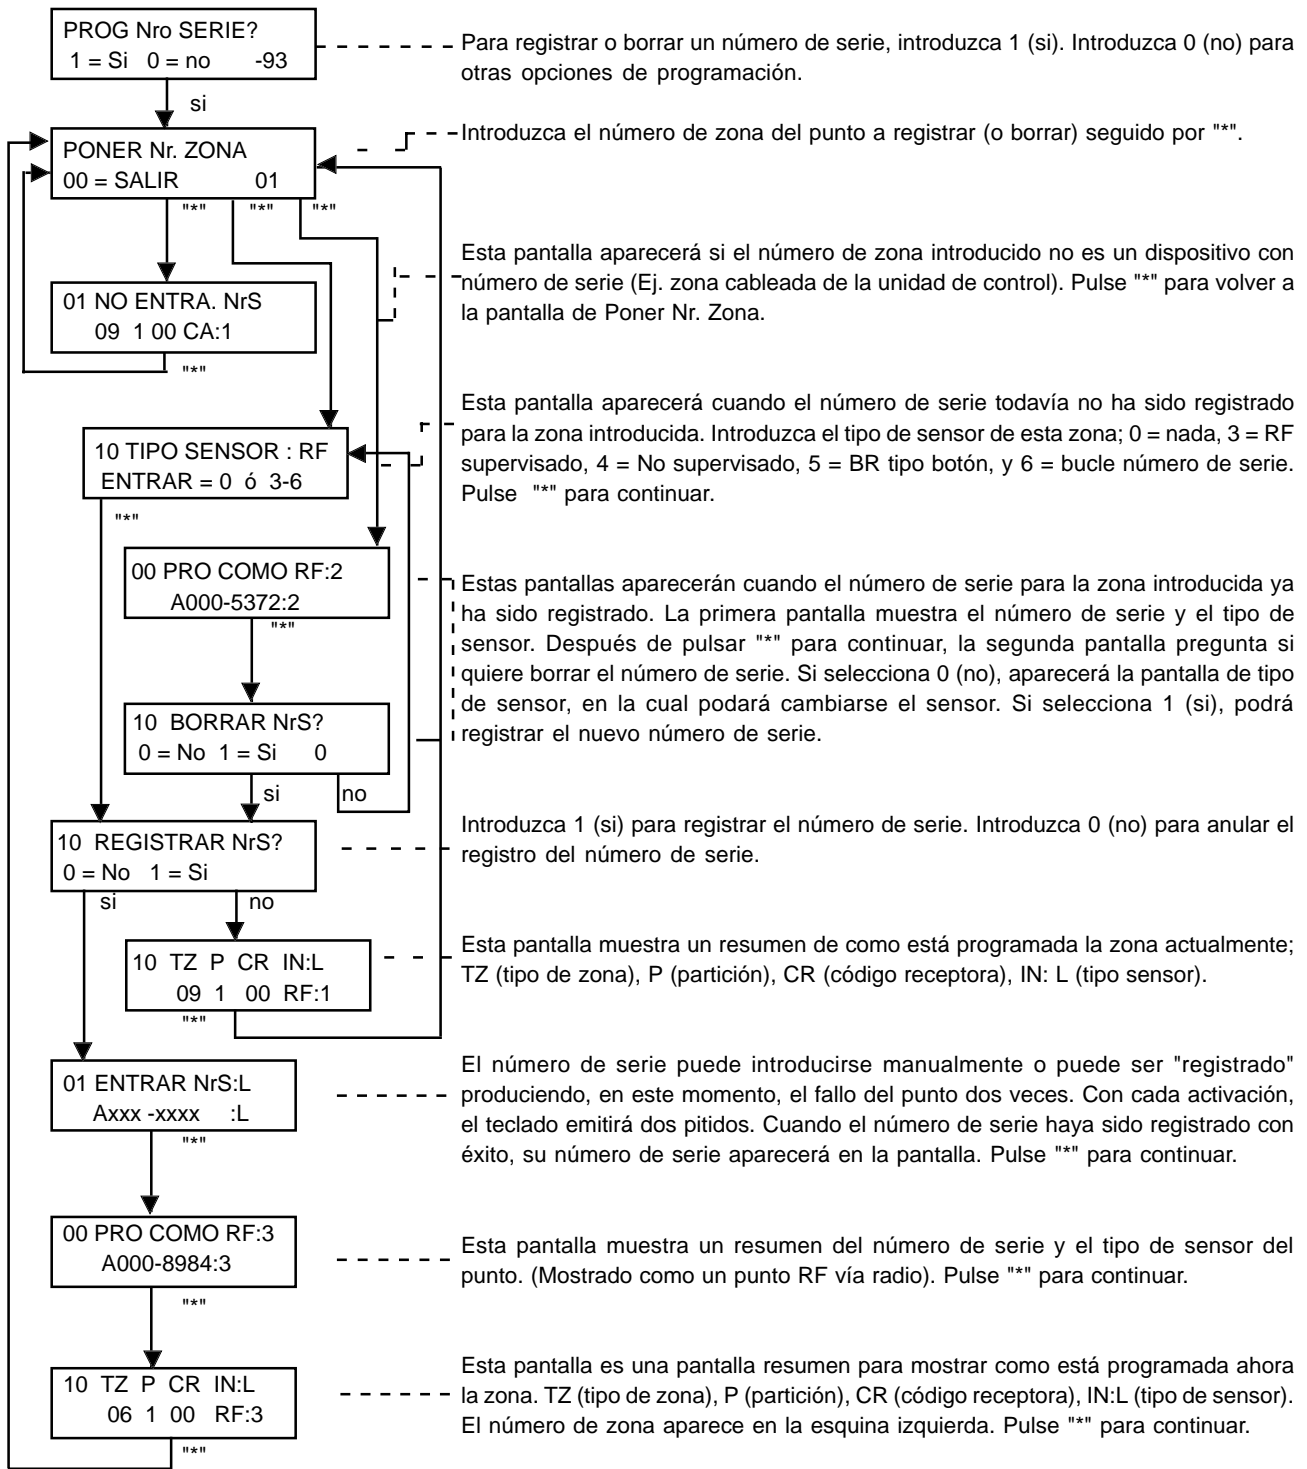 PROG Nro SERIE?
1 = Si 0 = no -93
Para registrar o borrar un número de serie, introduzca 1 (si). Introduzca 0 (no) para
otras opciones de programación.
si
Introduzca el número de zona del punto a registrar (o borrar) seguido por "*".
PONER Nr. ZONA
00 = SALIR 01
"*" "*" "*"
Esta pantalla aparecerá si el número de zona introducido no es un dispositivo con
número de serie (Ej. zona cableada de la unidad de control). Pulse "*" para volver a
la pantalla de Poner Nr. Zona.
01 NO ENTRA. NrS
09 1 00 CA:1
"*"
Esta pantalla aparecerá cuando el número de serie todavía no ha sido registrado
para la zona introducida. Introduzca el tipo de sensor de esta zona; 0 = nada, 3 = RF
supervisado, 4 = No supervisado, 5 = BR tipo botón, y 6 = bucle número de serie.
Pulse "*" para continuar.
10 TIPO SENSOR : RF
ENTRAR = 0 ó 3-6
"*"
00 PRO COMO RF:2
A000-5372:2
"*"
Estas pantallas aparecerán cuando el número de serie para la zona introducida ya
ha sido registrado. La primera pantalla muestra el número de serie y el tipo de
sensor. Después de pulsar "*" para continuar, la segunda pantalla pregunta si
quiere borrar el número de serie. Si selecciona 0 (no), aparecerá la pantalla de tipo
de sensor, en la cual podará cambiarse el sensor. Si selecciona 1 (si), podrá
registrar el nuevo número de serie.
10 BORRAR NrS?
0 = No 1 = Si 0
si no
10 REGISTRAR NrS?
0 = No 1 = Si
Introduzca 1 (si) para registrar el número de serie. Introduzca 0 (no) para anular el
registro del número de serie.
si no
10 TZ P CR IN:L
09 1 00 RF:1
"*"
Esta pantalla muestra un resumen de como está programada la zona actualmente;
TZ (tipo de zona), P (partición), CR (código receptora), IN: L (tipo sensor).
01 ENTRAR NrS:L
Axxx -xxxx :L
"*"
El número de serie puede introducirse manualmente o puede ser "registrado"
produciendo, en este momento, el fallo del punto dos veces. Con cada activación,
el teclado emitirá dos pitidos. Cuando el número de serie haya sido registrado con
éxito, su número de serie aparecerá en la pantalla. Pulse "*" para continuar.
00 PRO COMO RF:3
A000-8984:3
"*"
Esta pantalla muestra un resumen del número de serie y el tipo de sensor del
punto. (Mostrado como un punto RF vía radio). Pulse "*" para continuar.
10 TZ P CR IN:L
06 1 00 RF:3
"*"
Esta pantalla es una pantalla resumen para mostrar como está programada ahora
la zona. TZ (tipo de zona), P (partición), CR (código receptora), IN:L (tipo de sensor).
El número de zona aparece en la esquina izquierda. Pulse "*" para continuar.